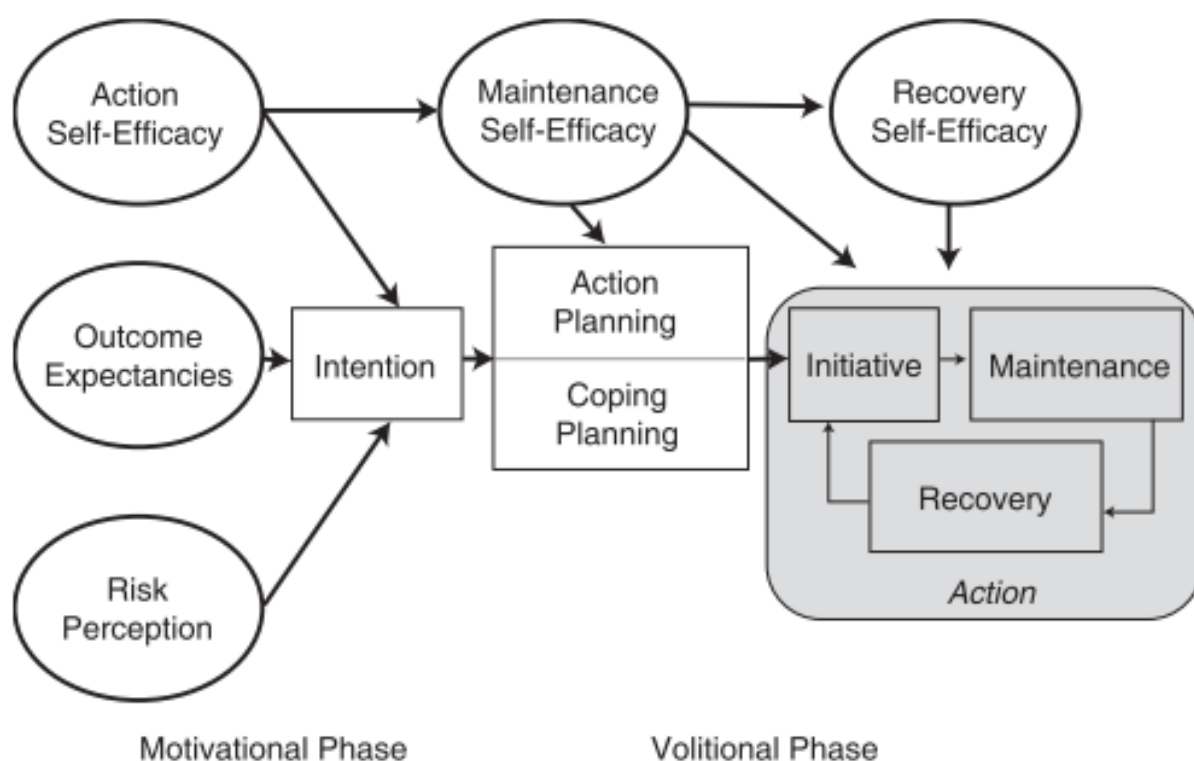 Action
Self-Efficacy
Maintenance
Self-Efficacy
Recovery
Self-Efficacy
Outcome
Expectancies
Intention
Action
Planning
Coping
Planning
Initiative
Maintenance
Recovery
Action
Risk
Perception
Motivational Phase
Volitional Phase